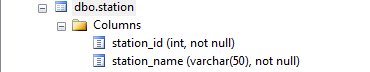 dbo.station
Columns
station_id (int, not null)
station_name (varchar(50), not null)